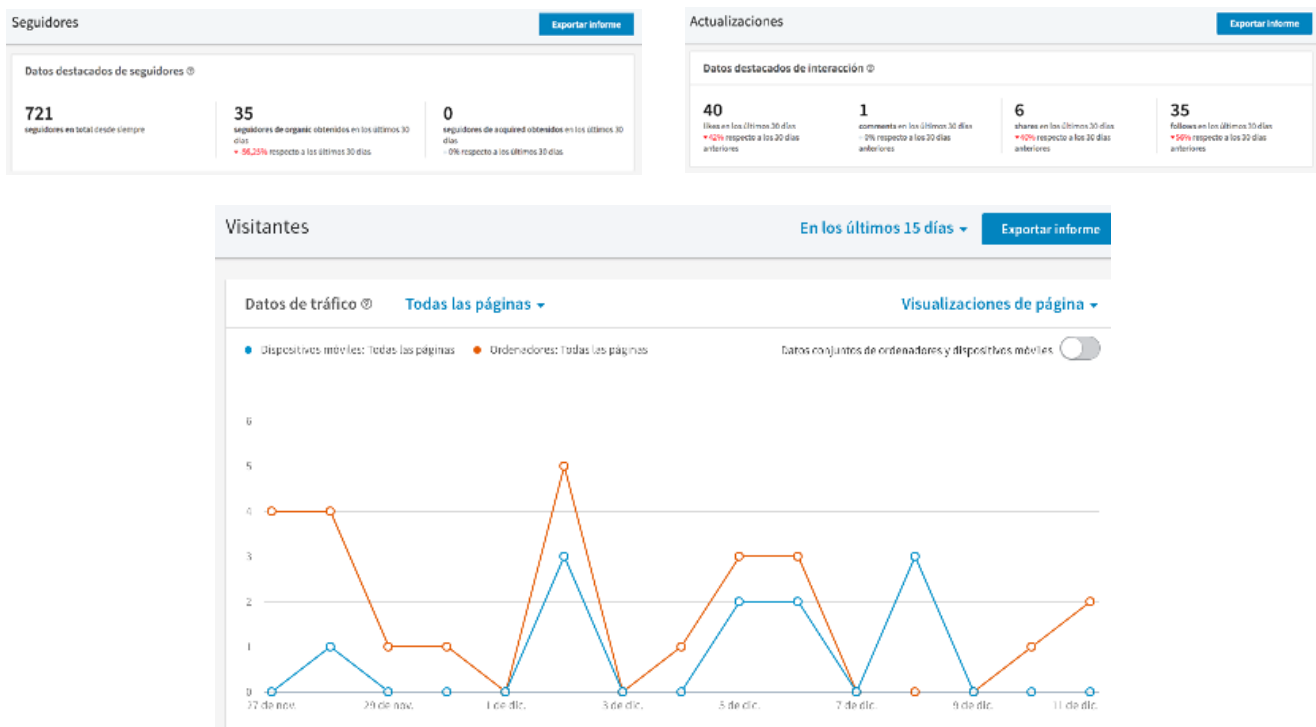 Seguidores
Exportar informe
Datos destacados de seguidores
721
seguidores en total desde siempre
35
seguidores de organic obtenidos en los últimos 30
días
▾ 56,25% respecto a los últimos 30 días
0
seguidores de acquired obtenidos en los últimos 30
días
- 0% respecto a los últimos 30 días
Actualizaciones
Exportar informe
Datos destacados de interacción
40
likes en los últimos 30 días
▾42% respecto a los 30 días
anteriores
1
comments en los últimos 30 días
- 0% respecto a los 30 días
anteriores
6
shares en los últimos 30 días
▾40% respecto a los 30 días
anteriores
35
follows en los últimos 30 días
▾56% respecto a los 30 días
anteriores
Visitantes
En los últimos 15 días
Exportar informe
Datos de tráfico
Todas las páginas
Visualizaciones de página
Dispositivos móviles: Todas las páginas
Ordenadores: Todas las páginas
Datos conjuntos de ordenadores y dispositivos móviles
6
5
4
3
2
1
0
27 de nov.
29 de nov.
1 de dic.
3 de dic.
5 de dic.
7 de dic.
9 de dic.
11 de dic.